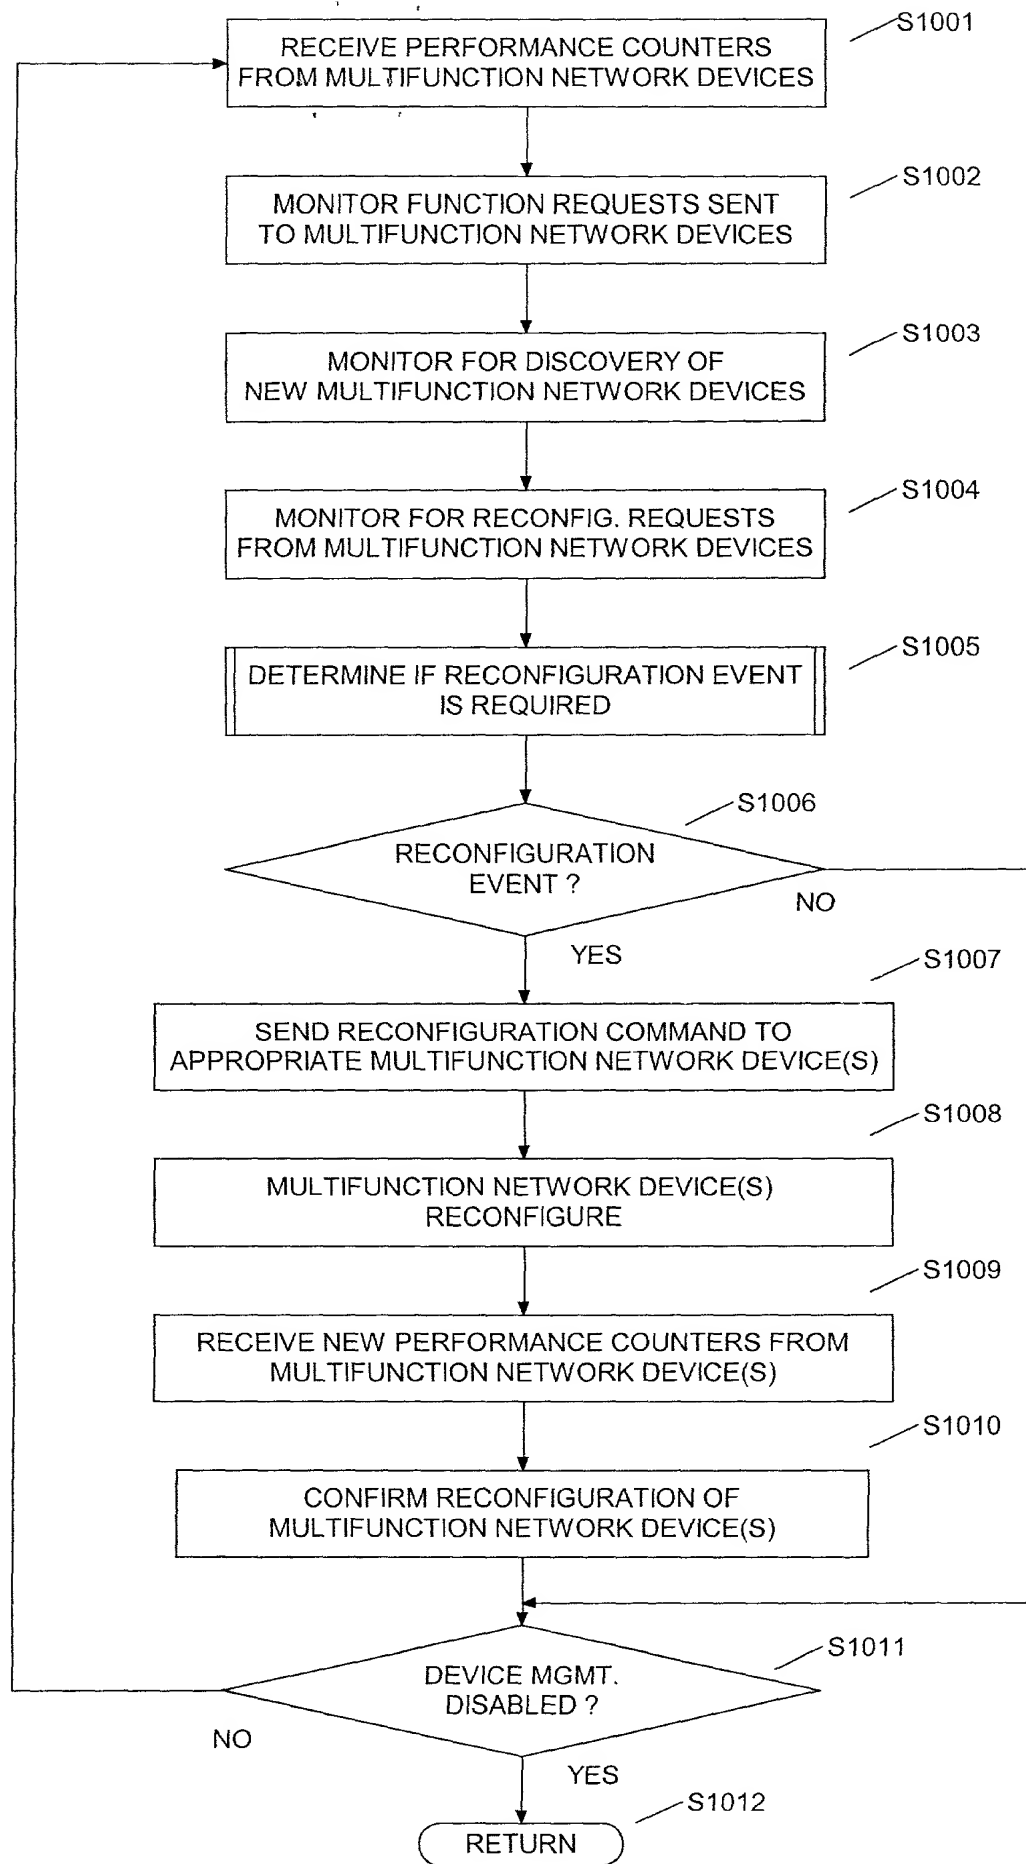 S1001
RECEIVE PERFORMANCE COUNTERS
FROM MULTIFUNCTION NETWORK DEVICES
S1002
MONITOR FUNCTION REQUESTS SENT
TO MULTIFUNCTION NETWORK DEVICES
S1003
MONITOR FOR DISCOVERY OF
NEW MULTIFUNCTION NETWORK DEVICES
S1004
MONITOR FOR RECONFIG. REQUESTS
FROM MULTIFUNCTION NETWORK DEVICES
S1005
DETERMINE IF RECONFIGURATION EVENT
IS REQUIRED
S1006
RECONFIGURATION
EVENT ?
NO
YES
S1007
SEND RECONFIGURATION COMMAND TO
APPROPRIATE MULTIFUNCTION NETWORK DEVICE(S)
S1008
MULTIFUNCTION NETWORK DEVICE(S)
RECONFIGURE
S1009
RECEIVE NEW PERFORMANCE COUNTERS FROM
MULTIFUNCTION NETWORK DEVICE(S)
S1010
CONFIRM RECONFIGURATION OF
MULTIFUNCTION NETWORK DEVICE(S)
S1011
DEVICE MGMT.
DISABLED ?
NO
YES
S1012
RETURN